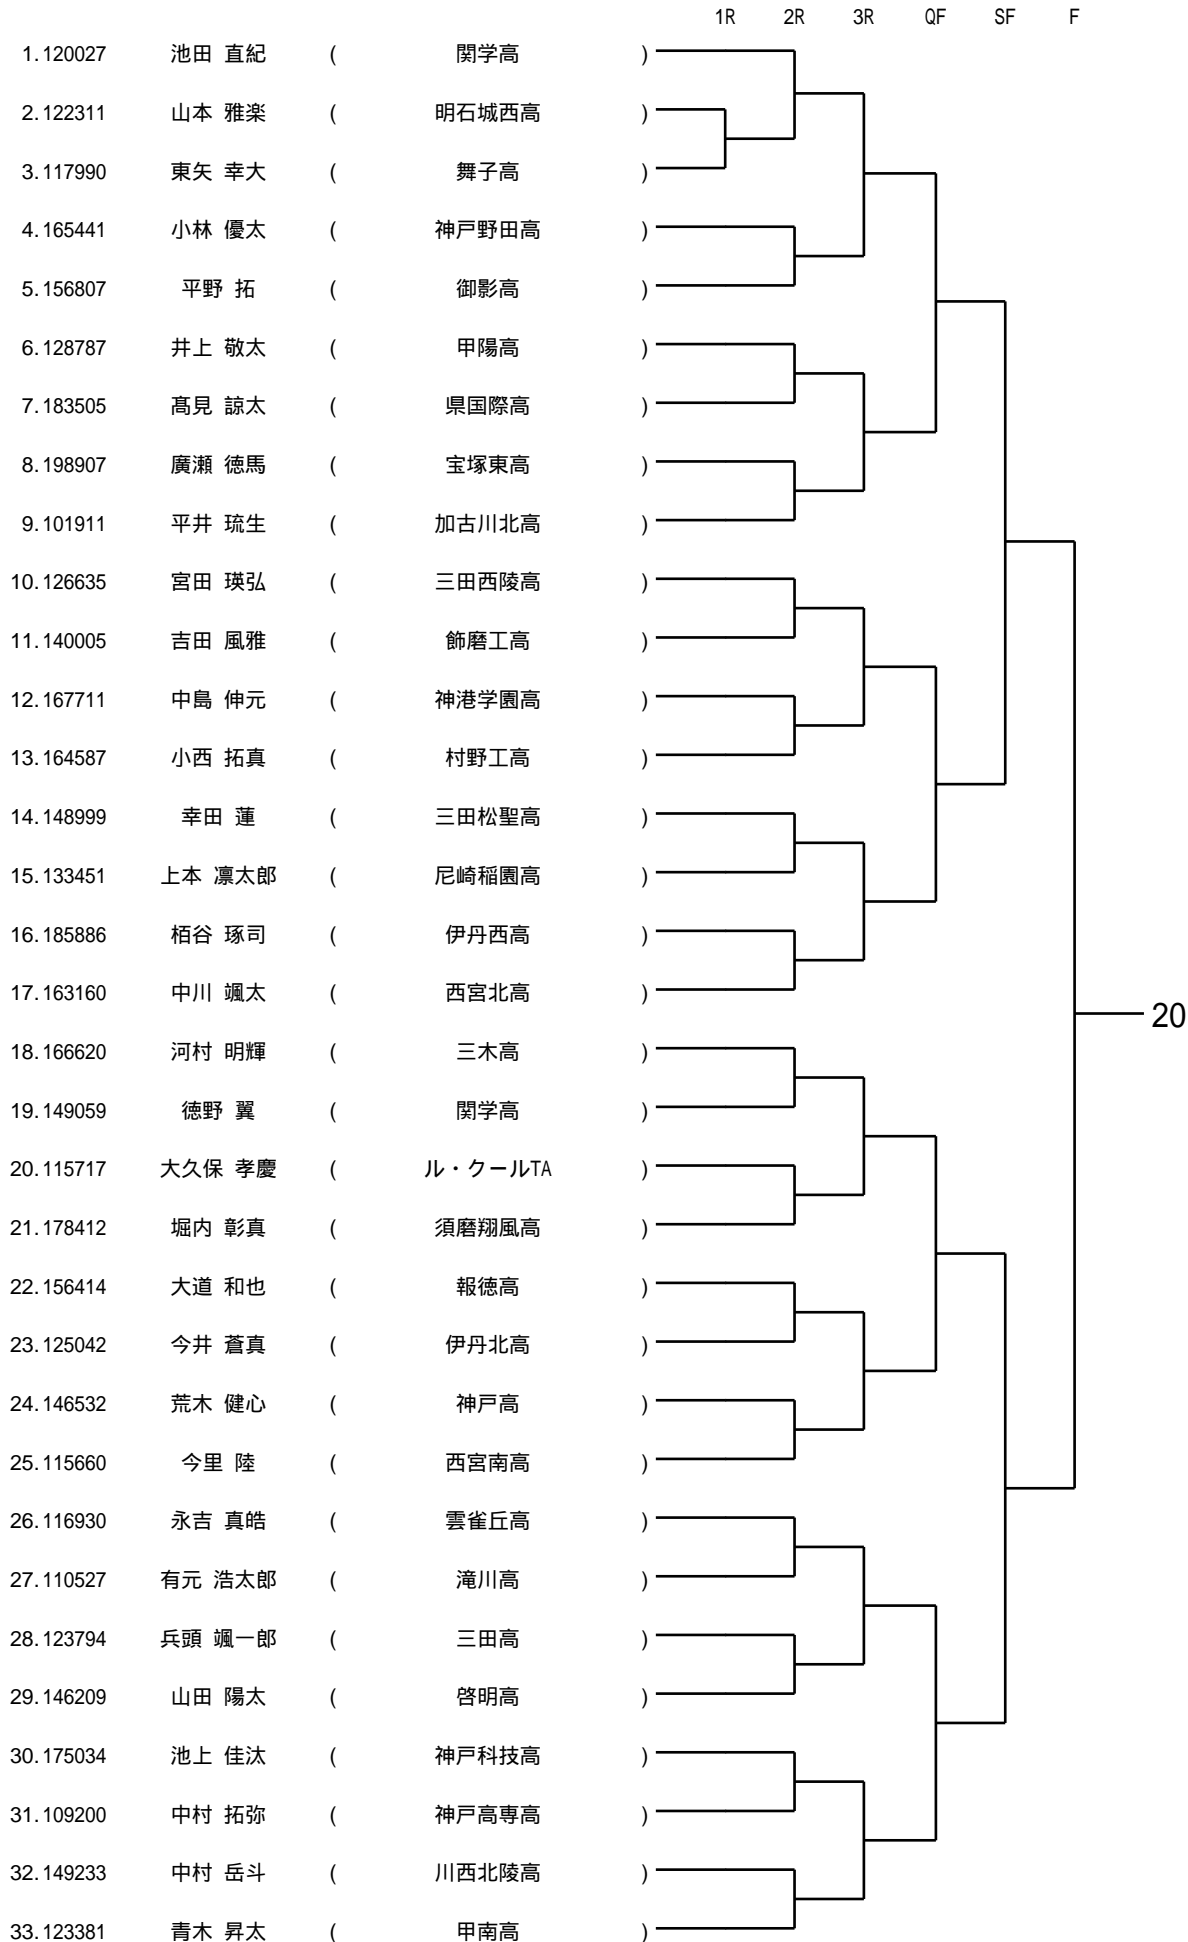 1R 2R 3R QF SF F
1.120027 池田 直紀 ( 関学高 )
2.122311 山本 雅楽 ( 明石城西高 )
3.117990 東矢 幸大 ( 舞子高 )
4.165441 小林 優太 ( 神戸野田高 )
5.156807 平野 拓 ( 御影高 )
6.128787 井上 敬太 ( 甲陽高 )
7.183505 髙見 諒太 ( 県国際高 )
8.198907 廣瀬 徳馬 ( 宝塚東高 )
9.101911 平井 琉生 ( 加古川北高 )
10.126635 宮田 瑛弘 ( 三田西陵高 )
11.140005 吉田 風雅 ( 飾磨工高 )
12.167711 中島 伸元 ( 神港学園高 )
13.164587 小西 拓真 ( 村野工高 )
14.148999 幸田 蓮 ( 三田松聖高 )
15.133451 上本 凛太郎 ( 尼崎稲園高 )
16.185886 栢谷 琢司 ( 伊丹西高 )
17.163160 中川 颯太 ( 西宮北高 )
20
18.166620 河村 明輝 ( 三木高 )
19.149059 徳野 翼 ( 関学高 )
20.115717 大久保 孝慶 ( ル・クールTA )
21.178412 堀内 彰真 ( 須磨翔風高 )
22.156414 大道 和也 ( 報徳高 )
23.125042 今井 蒼真 ( 伊丹北高 )
24.146532 荒木 健心 ( 神戸高 )
25.115660 今里 陸 ( 西宮南高 )
26.116930 永吉 真皓 ( 雲雀丘高 )
27.110527 有元 浩太郎 ( 滝川高 )
28.123794 兵頭 颯一郎 ( 三田高 )
29.146209 山田 陽太 ( 啓明高 )
30.175034 池上 佳汰 ( 神戸科技高 )
31.109200 中村 拓弥 ( 神戸高専高 )
32.149233 中村 岳斗 ( 川西北陵高 )
33.123381 青木 昇太 ( 甲南高 )